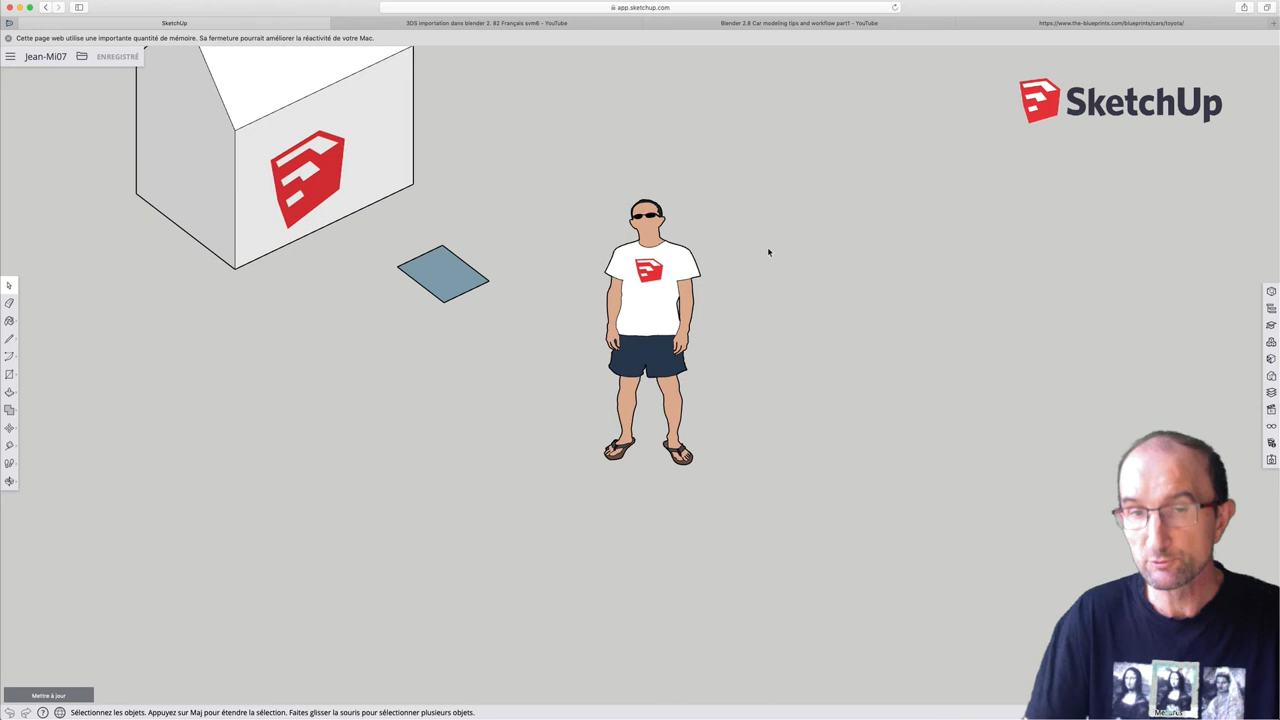 app.sketchup.com
SketchUp
3DS importation dans blender 2. 82 Français svm6 - YouTube
Blender 2.8 Car modeling tips and workflow part1 - YouTube
https://www.the-blueprints.com/blueprints/cars/toyota/
Cette page web utilise une importante quantité de mémoire. Sa fermeture pourrait améliorer la réactivité de votre Mac.
Jean-Mi07
ENREGISTRÉ
SketchUp
Mettre à jour
Sélectionnez les objets. Appuyez sur Maj pour étendre la sélection. Faites glisser la souris pour sélectionner plusieurs objets.